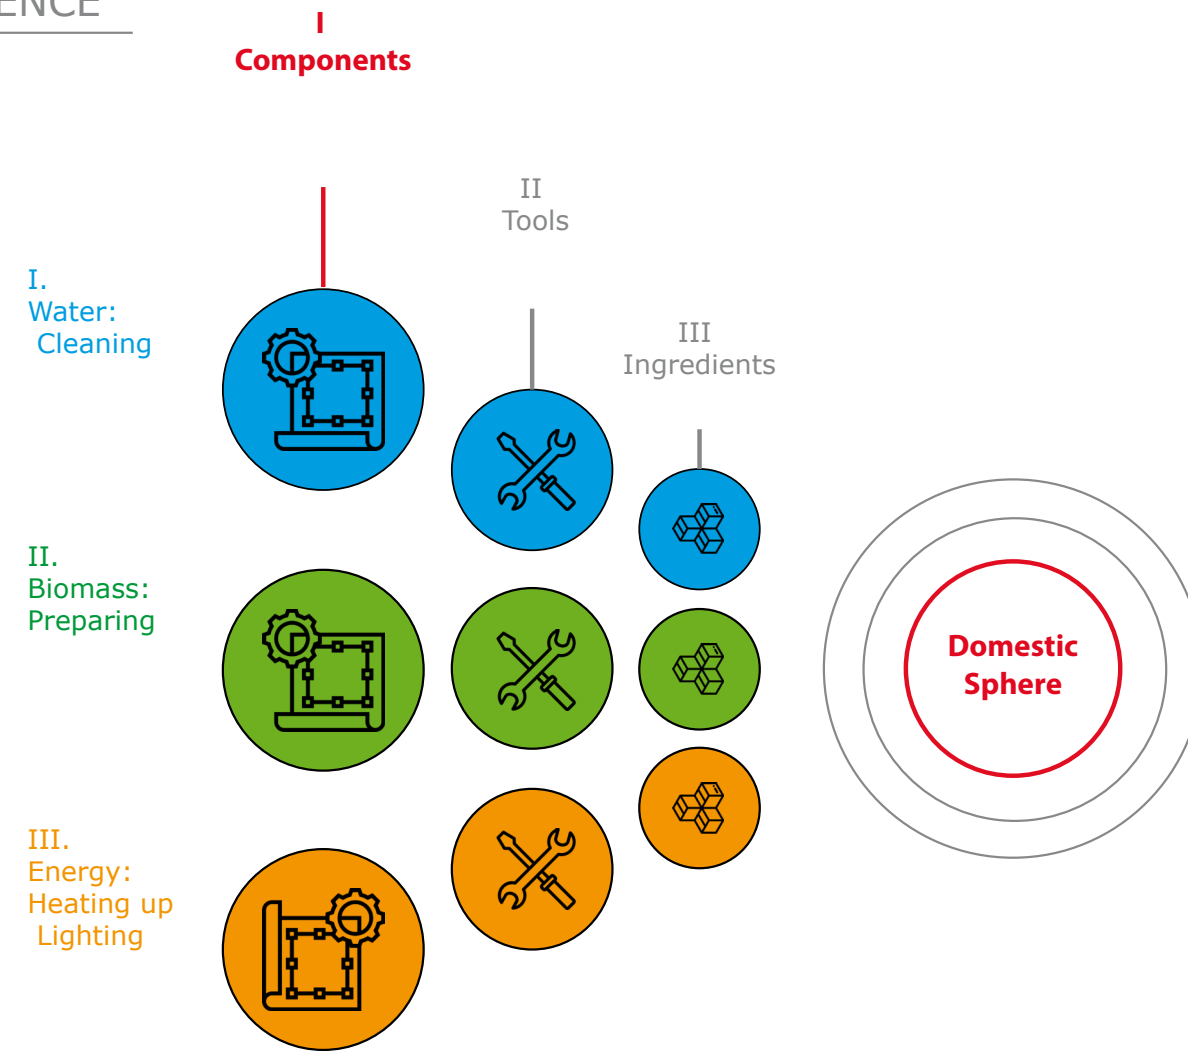 ENCE
I
Components
II
Tools
III
Ingredients
I.
Water:
Cleaning
II.
Biomass:
Preparing
III.
Energy:
Heating up
Lighting
Domestic
Sphere